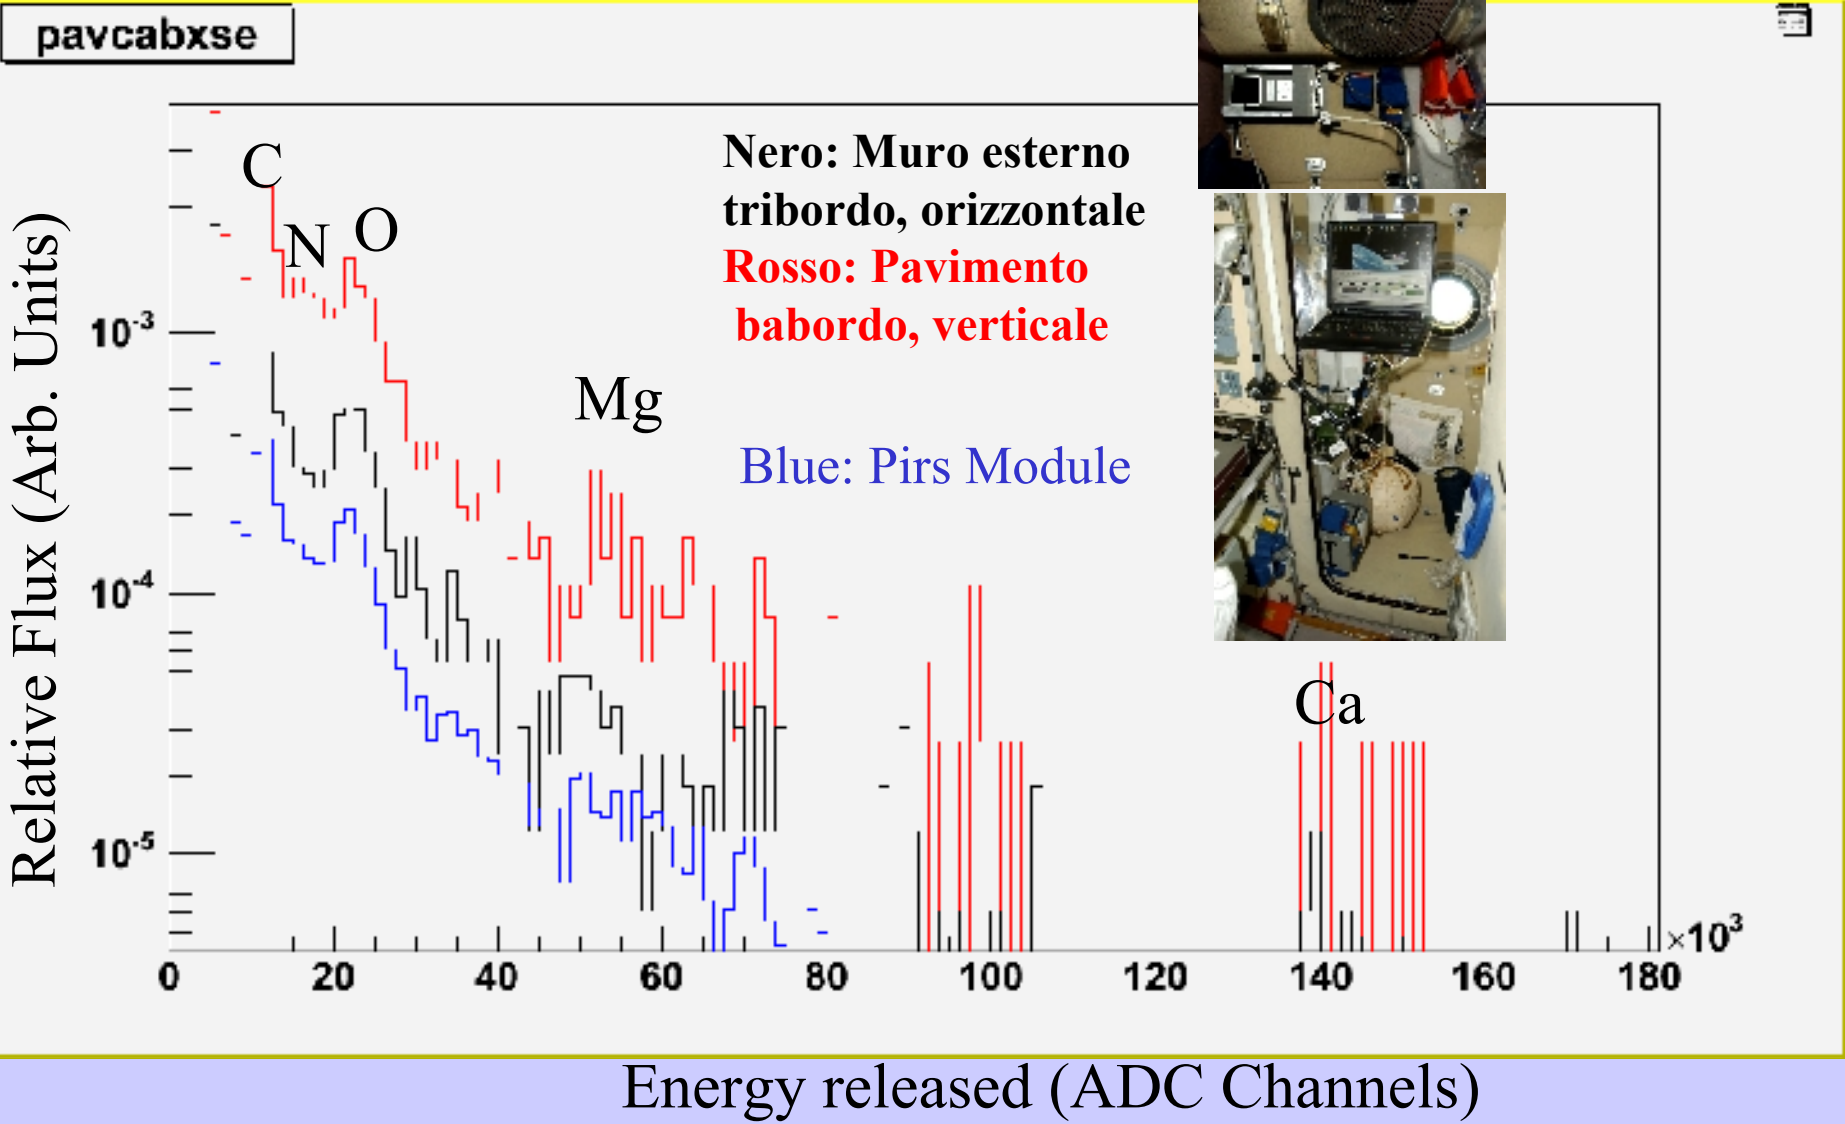 pavcabxse
C
N
O
Mg
Ca
Nero: Muro esterno
tribordo, orizzontale
Rosso: Pavimento
babordo, verticale
Blue: Pirs Module
Relative Flux (Arb. Units)
10-3
10-4
10-5
0 20 40 60 80 100 120 140 160 180
×103
Energy released (ADC Channels)